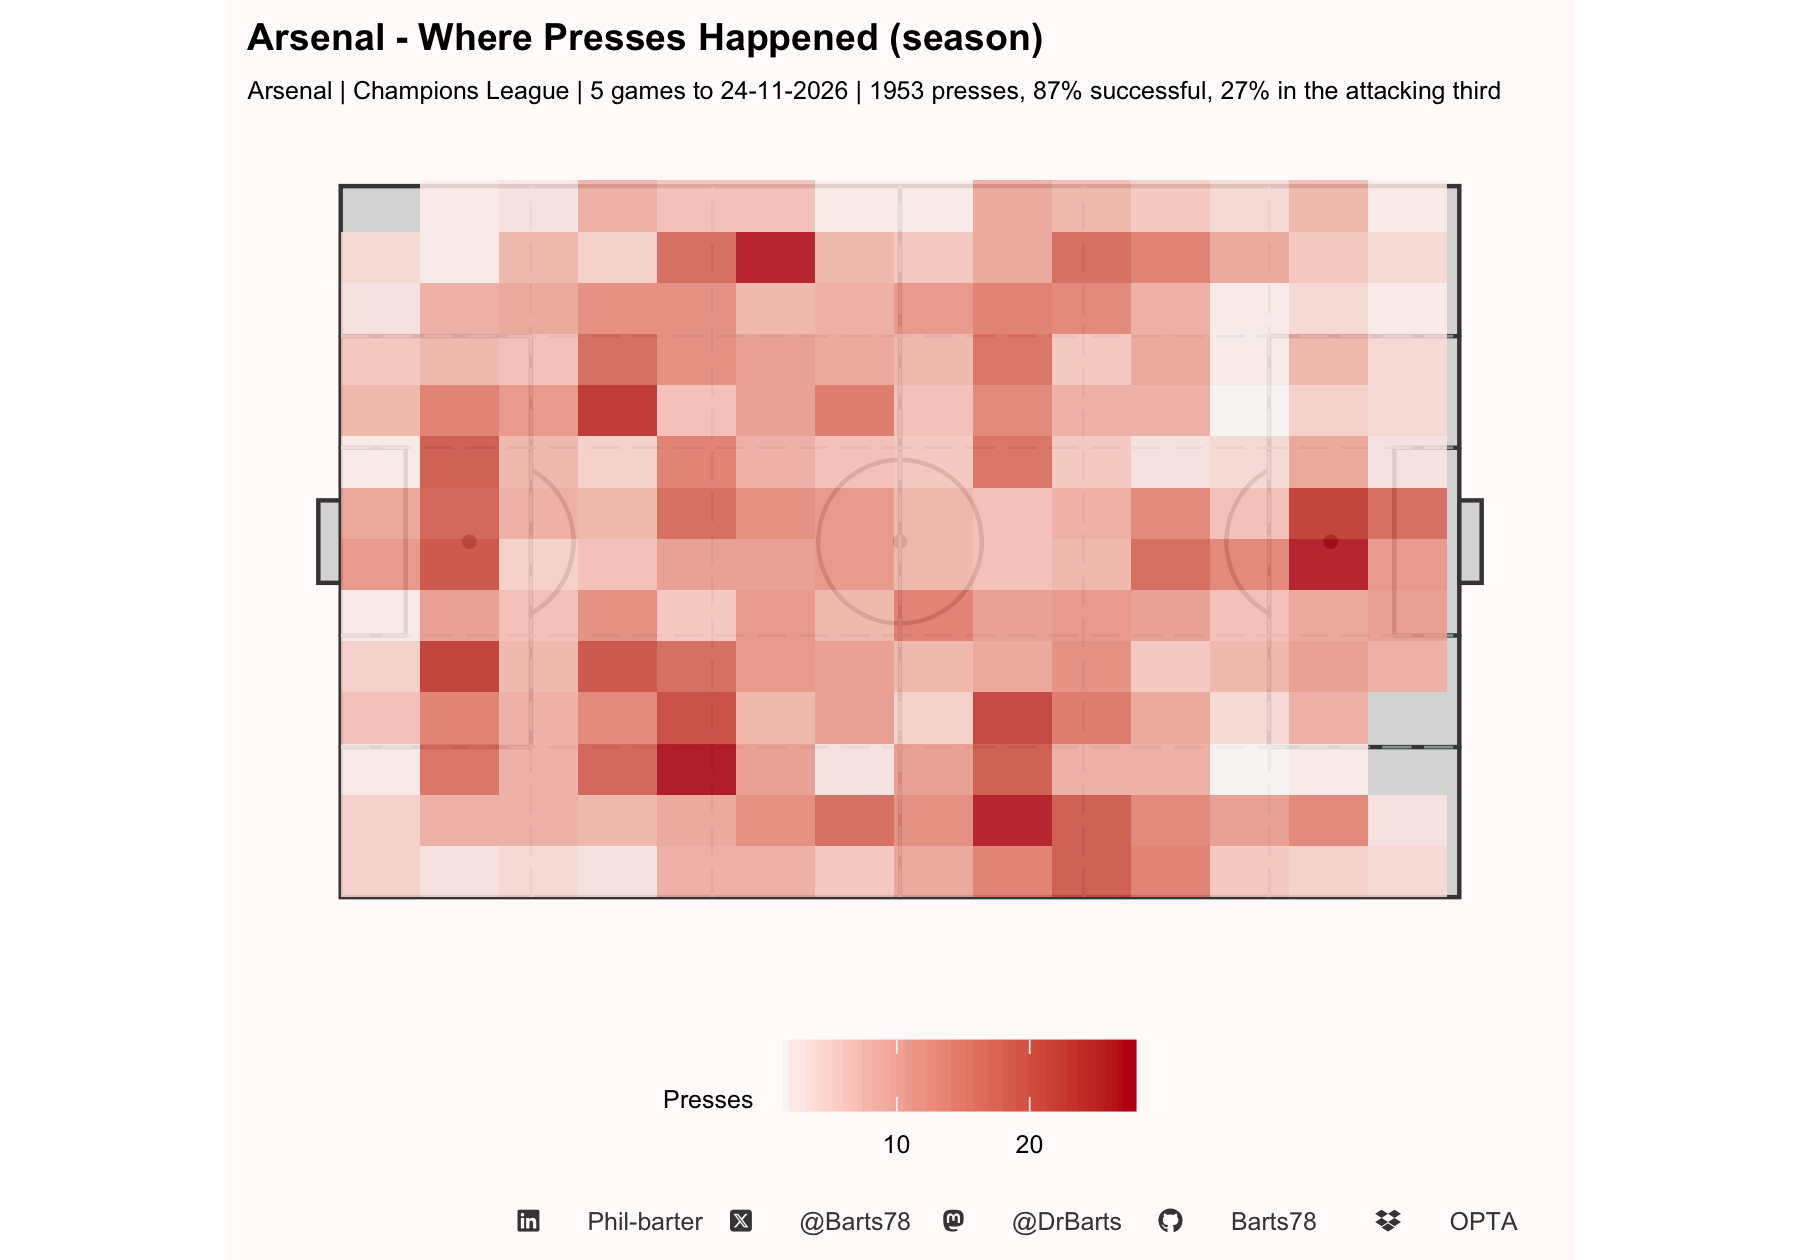 Arsenal - Where Presses Happened (season)
Arsenal | Champions League | 5 games to 24-11-2026 | 1953 presses, 87% successful, 27% in the attacking third
Presses
10 20
Phil-barter @Barts78 @DrBarts Barts78 OPTA